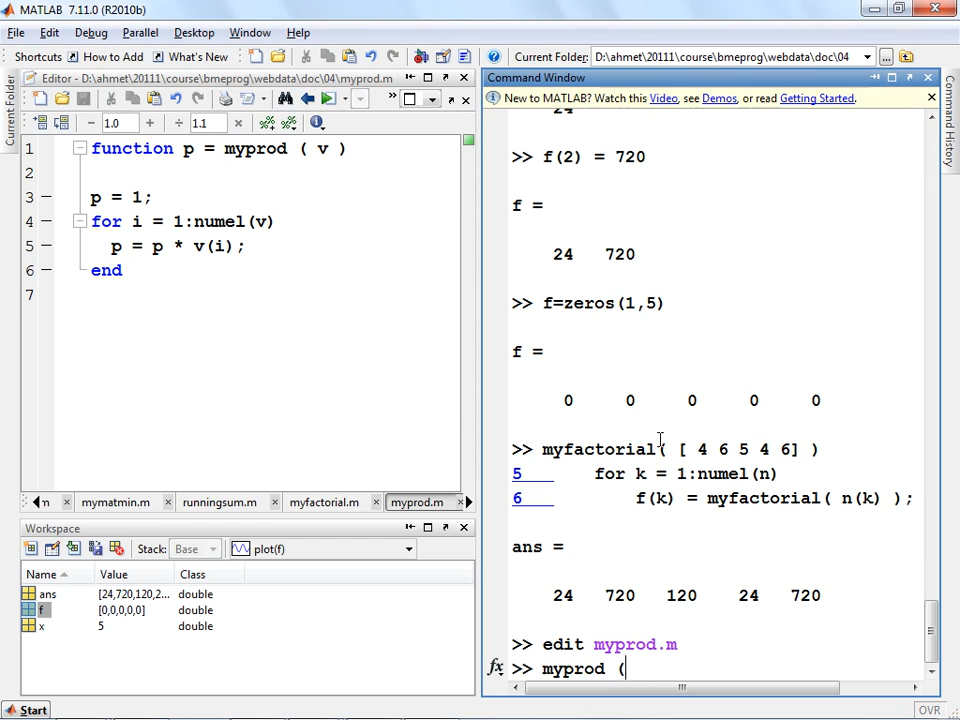 MATLAB 7.11.0 (R2010b)
File Edit Debug Parallel Desktop Window Help
Shortcuts How to Add What's New Current Folder: D:\ahmet\20111\course\bmeprog\webdata\doc\04 ...
Current Folder
Editor - D:\ahmet\20111\course\bmeprog\webdata\doc\04\myprod.m
1.0 1.1
1 function p = myprod ( v )
2
3 p = 1;
4 for i = 1:numel(v)
5 p = p * v(i);
6 end
7
mymatmin.m runningsum.m myfactorial.m myprod.m
Workspace
Stack: Base plot(f)
Name Value Class
ans [24,720,120,2... double
f [0,0,0,0,0] double
x 5 double
Command Window
New to MATLAB? Watch this Video, see Demos, or read Getting Started.
24
>> f(2) = 720
f =
24 720
>> f=zeros(1,5)
f =
0 0 0 0 0
>> myfactorial( [ 4 6 5 4 6] )
5 for k = 1:numel(n)
6 f(k) = myfactorial( n(k) );
ans =
24 720 120 24 720
>> edit myprod.m
fx >> myprod (
Command History
Start OVR